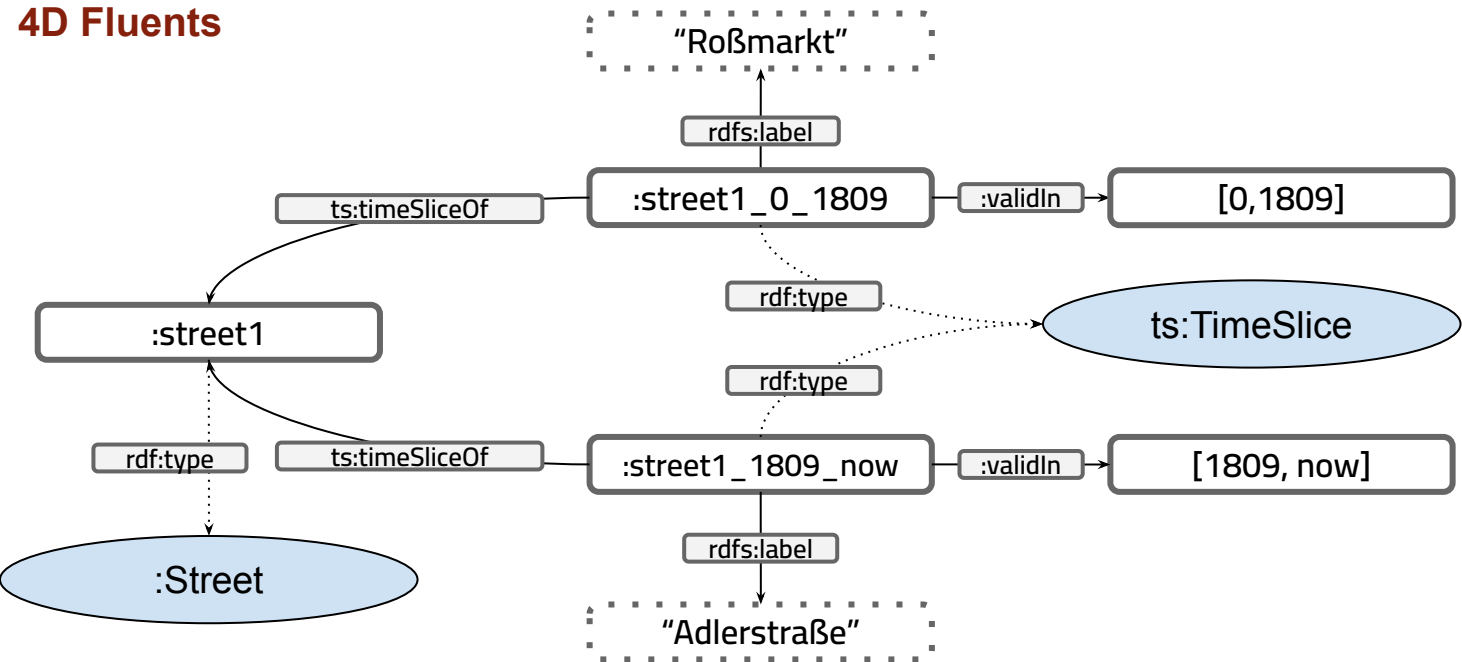 4D Fluents
“Roßmarkt”
rdfs:label
:street1_0_1809
:validIn
[0,1809]
ts:timeSliceOf
rdf:type
:street1
ts:TimeSlice
rdf:type
rdf:type
ts:timeSliceOf
:street1_1809_now
:validIn
[1809, now]
rdfs:label
:Street
“Adlerstraße”